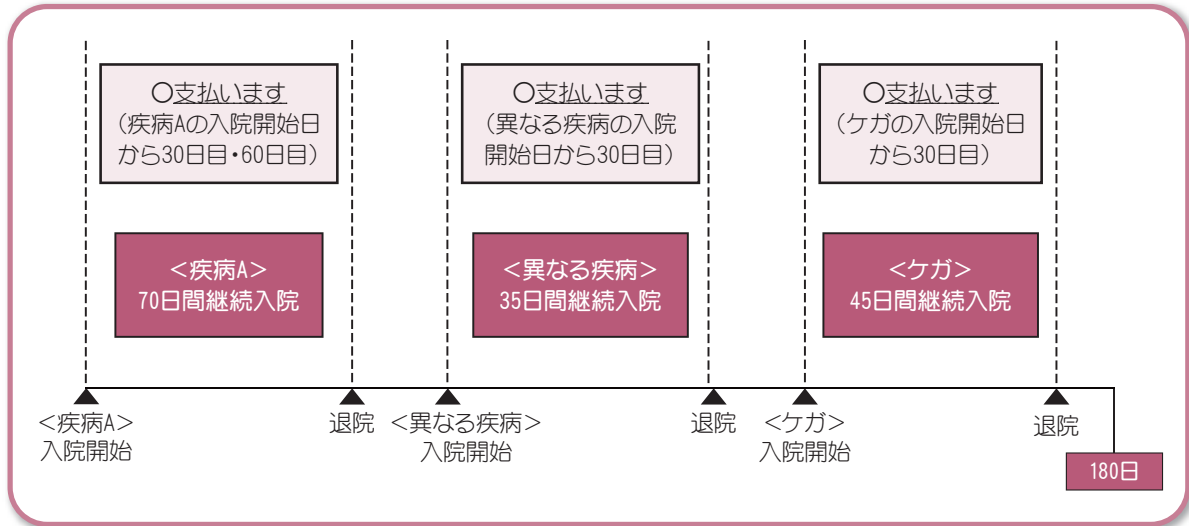 〇支払います
（疾病Aの入院開始日
から30日目・60日目）
〇支払います
（異なる疾病の入院
開始日から30日目）
〇支払います
（ケガの入院開始日
から30日目）
＜疾病A＞
70日間継続入院
＜異なる疾病＞
35日間継続入院
＜ケガ＞
45日間継続入院
＜疾病A＞
入院開始
退院
＜異なる疾病＞
入院開始
退院
＜ケガ＞
入院開始
退院
180日